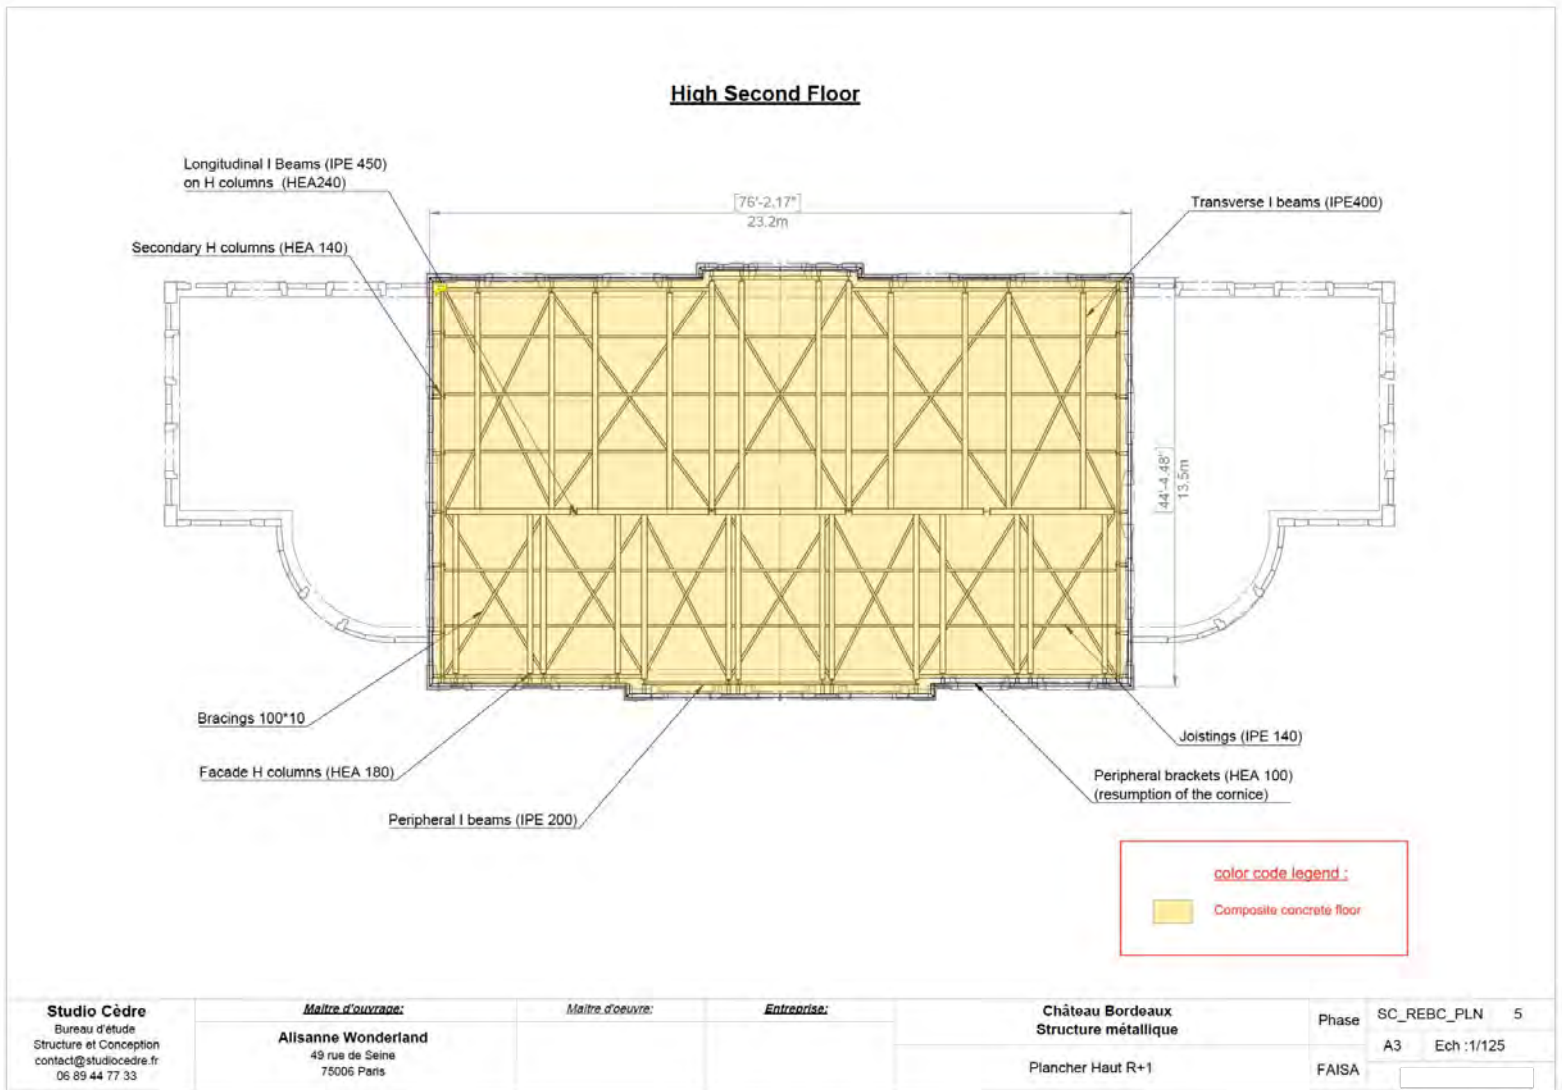 High Second Floor
Longitudinal I Beams (IPE 450)
on H columns (HEA240)
[76'-2.17"]
23.2m
Transverse I beams (IPE400)
Secondary H columns (HEA 140)
[44'-4.48"]
13.5m
Bracings 100*10
Facade H columns (HEA 180)
Peripheral I beams (IPE 200)
Joistings (IPE 140)
Peripheral brackets (HEA 100)
(resumption of the cornice)
color code legend :
Composite concrete floor
Studio Cèdre
Bureau d'étude
Structure et Conception
contact@studiocedre.fr
06 89 44 77 33
Maître d'ouvrage:
Alisanne Wonderland
49 rue de Seine
75006 Paris
Maître d'oeuvre:
Entreprise:
Château Bordeaux
Structure métallique
Plancher Haut R+1
Phase
FAISA
SC_REBC_PLN 5
A3 Ech :1/125